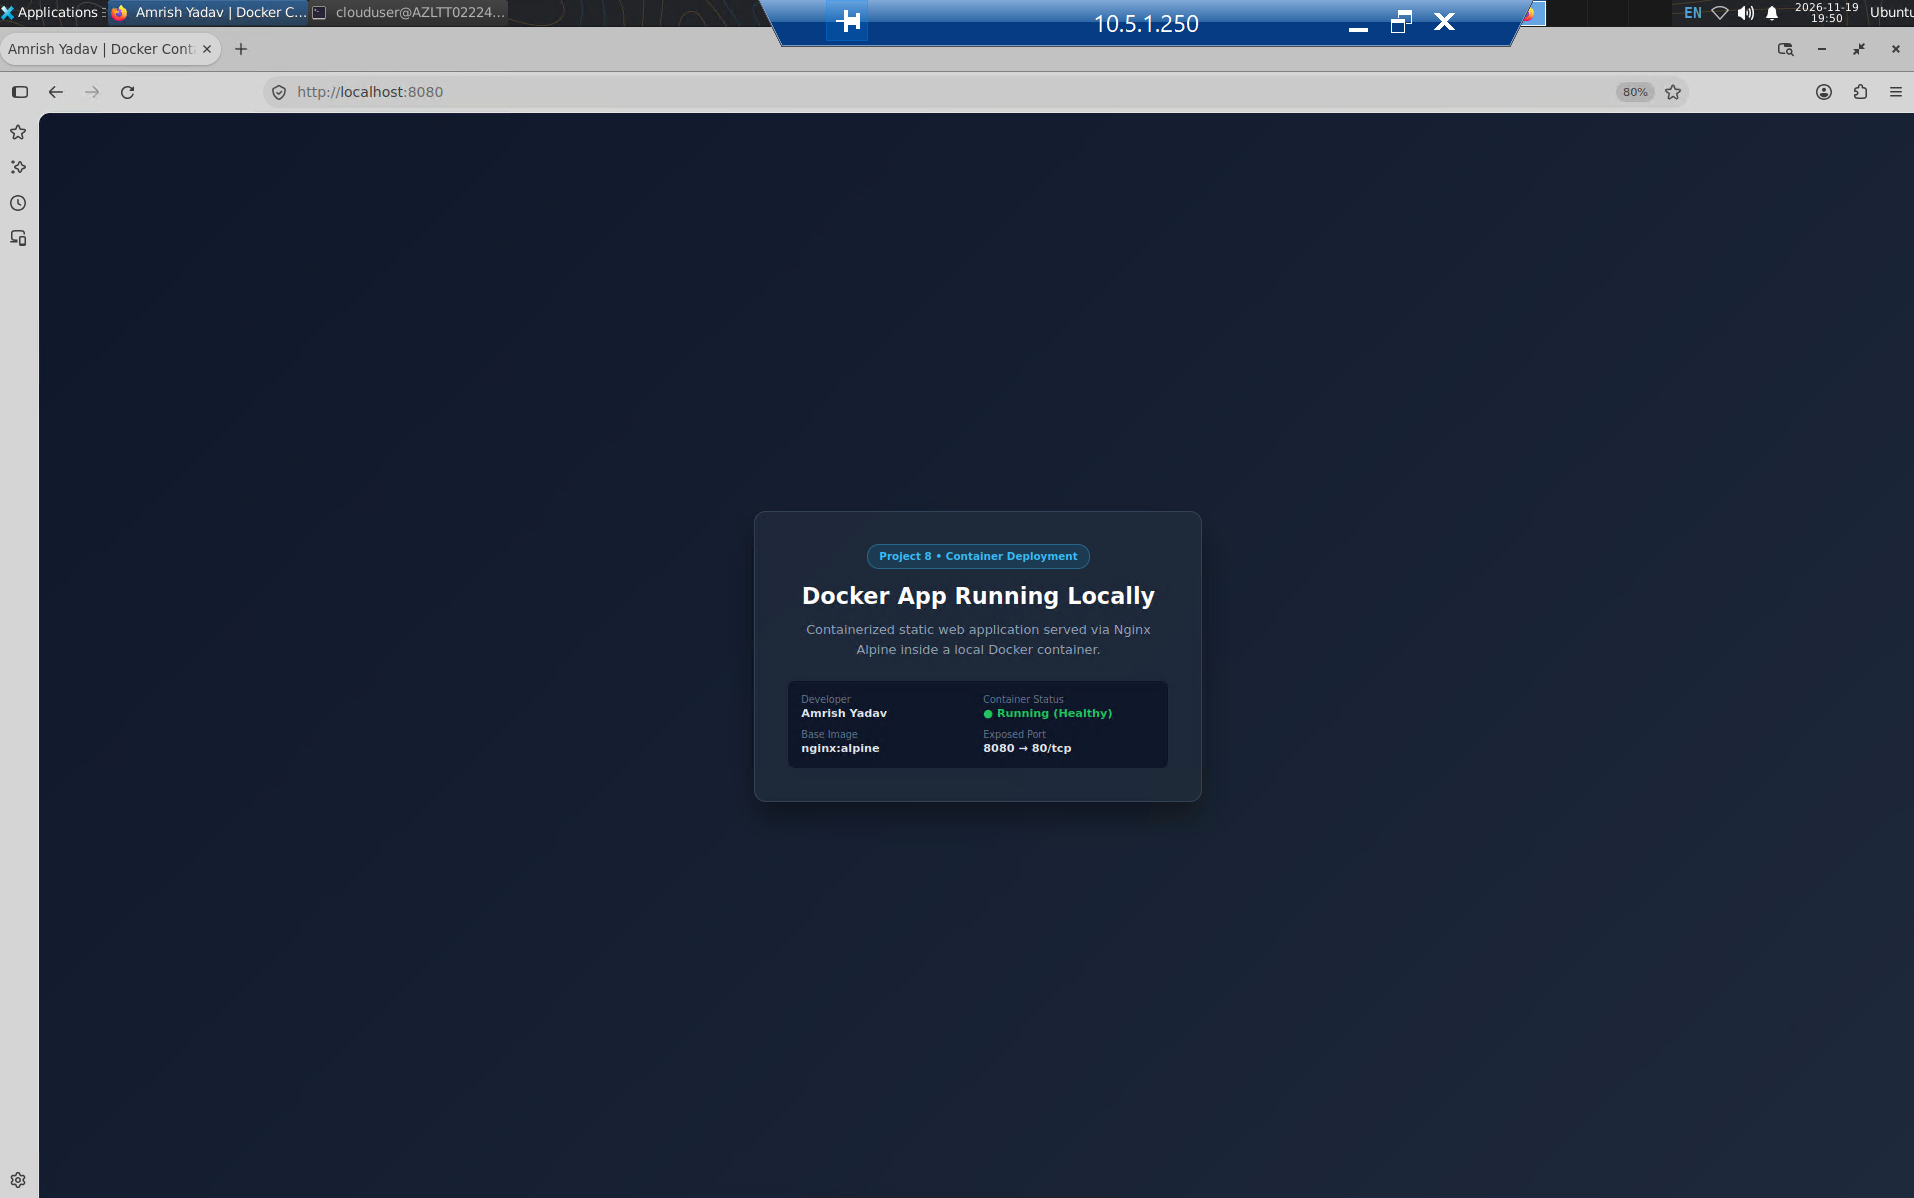 Applications
Amrish Yadav | Docker C...
clouduser@AZLTT02224...
10.5.1.250
EN
2026-11-19
19:50
Ubuntu
Amrish Yadav | Docker Cont
http://localhost:8080
80%
Project 8 • Container Deployment
Docker App Running Locally
Containerized static web application served via Nginx
Alpine inside a local Docker container.
Developer
Amrish Yadav
Container Status
● Running (Healthy)
Base Image
nginx:alpine
Exposed Port
8080 → 80/tcp